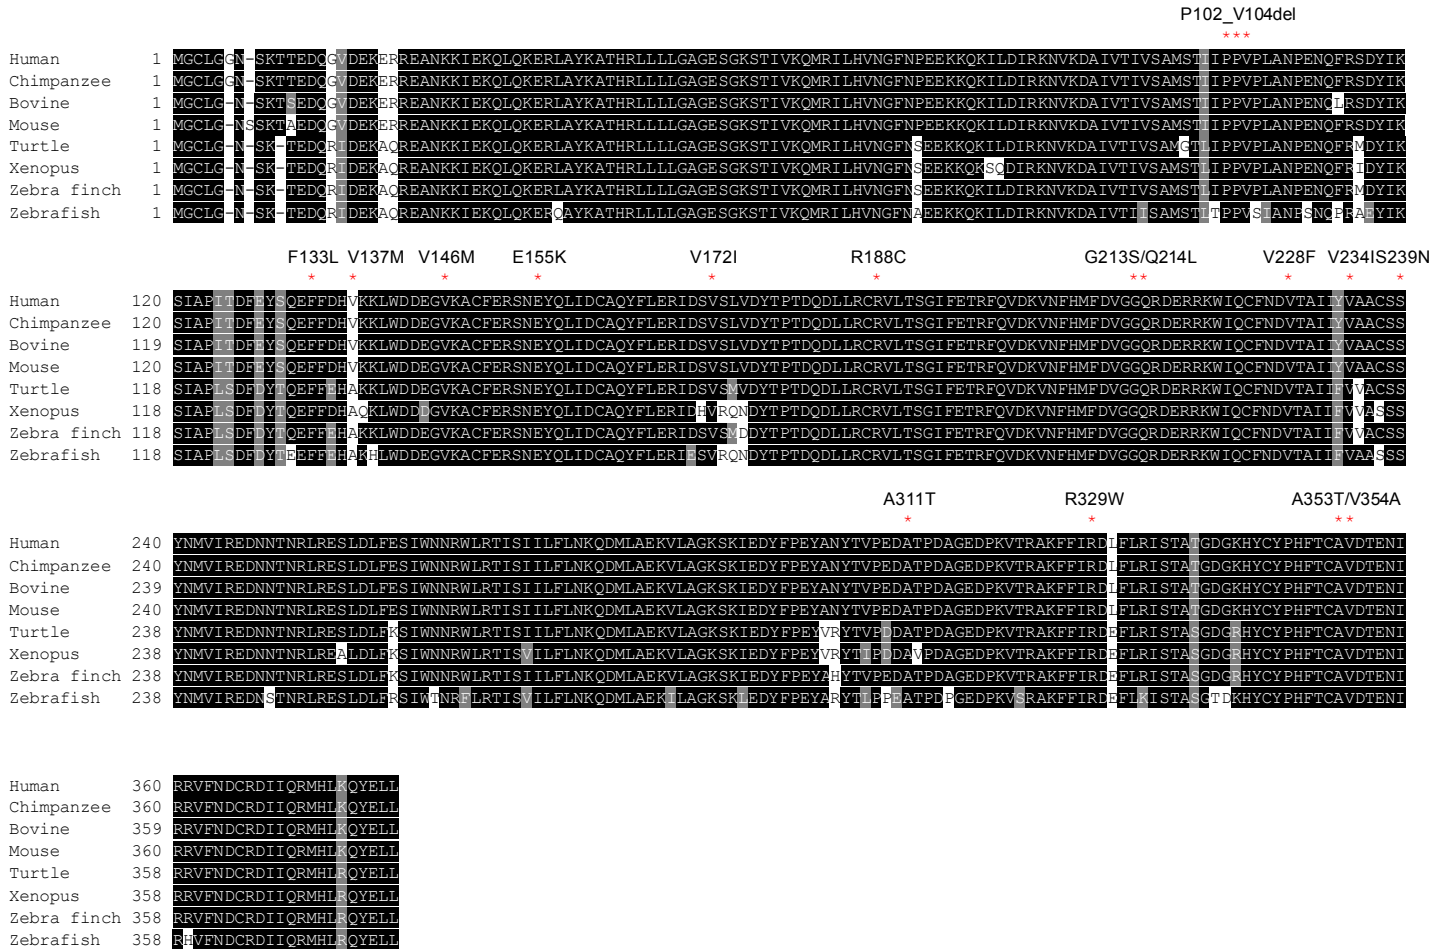 P102_V104del
***
Human 1 MGCLGGN-SKTTEDQGVDEKERREANKKIEKQLQKERLAYKATHRLLLLGAGESGKSTIVKQMRILHVNGFNPEEKKQKILDIRKNVKDAIVTIVSAMSTIIPPVPLANPENQFRSDYIK
Chimpanzee 1 MGCLGGN-SKTTEDQGVDEKERREANKKIEKQLQKERLAYKATHRLLLLGAGESGKSTIVKQMRILHVNGFNPEEKKQKILDIRKNVKDAIVTIVSAMSTIIPPVPLANPENQFRSDYIK
Bovine 1 MGCLG-N-SKTSEDQGVDEKERREANKKIEKQLQKERLAYKATHRLLLLGAGESGKSTIVKQMRILHVNGFNPEEKKQKILDIRKNVKDAIVTIVSAMSTIIPPVPLANPENQLRSDYIK
Mouse 1 MGCLG-NSSKTAEDQGVDEKERREANKKIEKQLQKERLAYKATHRLLLLGAGESGKSTIVKQMRILHVNGFNPEEKKQKILDIRKNVKDAIVTIVSAMSTIIPPVPLANPENQFRSDYIK
Turtle 1 MGCLG-N-SK-TEDQRIDEKAQREANKKIEKQLQKERLAYKATHRLLLLGAGESGKSTIVKQMRILHVNGFNSEEKKQKILDIRKNVKDAIVTIVSAMGTLIPPVPLANPENQFRMDYIK
Xenopus 1 MGCLG-N-SK-TEDQRIDEKAQREANKKIEKQLQKERLAYKATHRLLLLGAGESGKSTIVKQMRILHVNGFNSEEKKQKSQDIRKNVKDAIVTIVSAMSTLIPPVPLANPENQFRIDYIK
Zebra finch 1 MGCLG-N-SK-TEDQRIDEKAQREANKKIEKQLQKERLAYKATHRLLLLGAGESGKSTIVKQMRILHVNGFNSEEKKQKILDIRKNVKDAIVTIVSAMSTLIPPVPLANPENQFRMDYIK
Zebrafish 1 MGCLG-N-SK-TEDQRIDEKAQREANKKIEKQLQKERQAYKATHRLLLLGAGESGKSTIVKQMRILHVNGFNAEEKKQKILDIRKNVKDAIVTIISAMSTLTPPVSIANPSNQPRAEYIK
F133L V137M V146M E155K V172I R188C G213S/Q214L V228F V234IS239N
* * * * * * ** * * *
Human 120 SIAPITDFEYSQEFFDHVKKLWDDEGVKACFERSNEYQLIDCAQYFLERIDSVSLVDYTPTDQDLLRCRVLTSGIFETRFQVDKVNFHMFDVGGQRDERRKWIQCFNDVTAIIYVAACSS
Chimpanzee 120 SIAPITDFEYSQEFFDHVKKLWDDEGVKACFERSNEYQLIDCAQYFLERIDSVSLVDYTPTDQDLLRCRVLTSGIFETRFQVDKVNFHMFDVGGQRDERRKWIQCFNDVTAIIYVAACSS
Bovine 119 SIAPITDFEYSQEFFDHVKKLWDDEGVKACFERSNEYQLIDCAQYFLERIDSVSLVDYTPTDQDLLRCRVLTSGIFETRFQVDKVNFHMFDVGGQRDERRKWIQCFNDVTAIIYVAACSS
Mouse 120 SIAPITDFEYSQEFFDHVKKLWDDEGVKACFERSNEYQLIDCAQYFLERIDSVSLVDYTPTDQDLLRCRVLTSGIFETRFQVDKVNFHMFDVGGQRDERRKWIQCFNDVTAIIYVAACSS
Turtle 118 SIAPLSDFDYTQEFFEHAKKLWDDEGVKACFERSNEYQLIDCAQYFLERIDSVSMVDYTPTDQDLLRCRVLTSGIFETRFQVDKVNFHMFDVGGQRDERRKWIQCFNDVTAIIFVVACSS
Xenopus 118 SIAPLSDFDYTQEFFDHAQKLWDDDGVKACFERSNEYQLIDCAQYFLERIDHVRQNDYTPTDQDLLRCRVLTSGIFETRFQVDKVNFHMFDVGGQRDERRKWIQCFNDVTAIIFVVASSS
Zebra finch 118 SIAPLSDFDYTQEFFEHAKKLWDDEGVKACFERSNEYQLIDCAQYFLERIDSVSMDDYTPTDQDLLRCRVLTSGIFETRFQVDKVNFHMFDVGGQRDERRKWIQCFNDVTAIIFVVACSS
Zebrafish 118 SIAPLSDFDYTEEFFEHAKHLWDDEGVKACFERSNEYQLIDCAQYFLERIESVRQNDYTPTDQDLLRCRVLTSGIFETRFQVDKVNFHMFDVGGQRDERRKWIQCFNDVTAIIFVAASSS
A311T R329W A353T/V354A
* * **
Human 240 YNMVIREDNNTNRLRESLDLFESIWNNRWLRTISIILFLNKQDMLAEKVLAGKSKIEDYFPEYANYTVPEDATPDAGEDPKVTRAKFFIRDLFLRISTATGDGKHYCYPHFTCAVDTENI
Chimpanzee 240 YNMVIREDNNTNRLRESLDLFESIWNNRWLRTISIILFLNKQDMLAEKVLAGKSKIEDYFPEYANYTVPEDATPDAGEDPKVTRAKFFIRDLFLRISTATGDGKHYCYPHFTCAVDTENI
Bovine 239 YNMVIREDNNTNRLRESLDLFESIWNNRWLRTISIILFLNKQDMLAEKVLAGKSKIEDYFPEYANYTVPEDATPDAGEDPKVTRAKFFIRDLFLRISTATGDGKHYCYPHFTCAVDTENI
Mouse 240 YNMVIREDNNTNRLRESLDLFESIWNNRWLRTISIILFLNKQDMLAEKVLAGKSKIEDYFPEYANYTVPEDATPDAGEDPKVTRAKFFIRDLFLRISTATGDGKHYCYPHFTCAVDTENI
Turtle 238 YNMVIREDNNTNRLRESLDLFKSIWNNRWLRTISIILFLNKQDMLAEKVLAGKSKIEDYFPEYVRYTVPDDATPDAGEDPKVTRAKFFIRDEFLRISTASGDGRHYCYPHFTCAVDTENI
Xenopus 238 YNMVIREDNNTNRLREALDLFKSIWNNRWLRTISVILFLNKQDMLAEKVLAGKSKIEDYFPEYVRYTIPDDAVPDAGEDPKVTRAKFFIRDEFLRISTASGDGRHYCYPHFTCAVDTENI
Zebra finch 238 YNMVIREDNNTNRLRESLDLFKSIWNNRWLRTISIILFLNKQDMLAEKVLAGKSKIEDYFPEYAHYTVPEDATPDAGEDPKVTRAKFFIRDEFLRISTASGDGRHYCYPHFTCAVDTENI
Zebrafish 238 YNMVIREDNSTNRLRESLDLFRSIWTNRFLRTISVILFLNKQDMLAEKILAGKSKLEDYFPEYARYTLPPEATPDPGEDPKVSRAKFFIRDEFLKISTASGTDKHYCYPHFTCAVDTENI
Human 360 RRVFNDCRDIIQRMHLKQYELL
Chimpanzee 360 RRVFNDCRDIIQRMHLKQYELL
Bovine 359 RRVFNDCRDIIQRMHLKQYELL
Mouse 360 RRVFNDCRDIIQRMHLKQYELL
Turtle 358 RRVFNDCRDIIQRMHLRQYELL
Xenopus 358 RRVFNDCRDIIQRMHLRQYELL
Zebra finch 358 RRVFNDCRDIIQRMHLRQYELL
Zebrafish 358 RHVFNDCRDIIQRMHLRQYELL